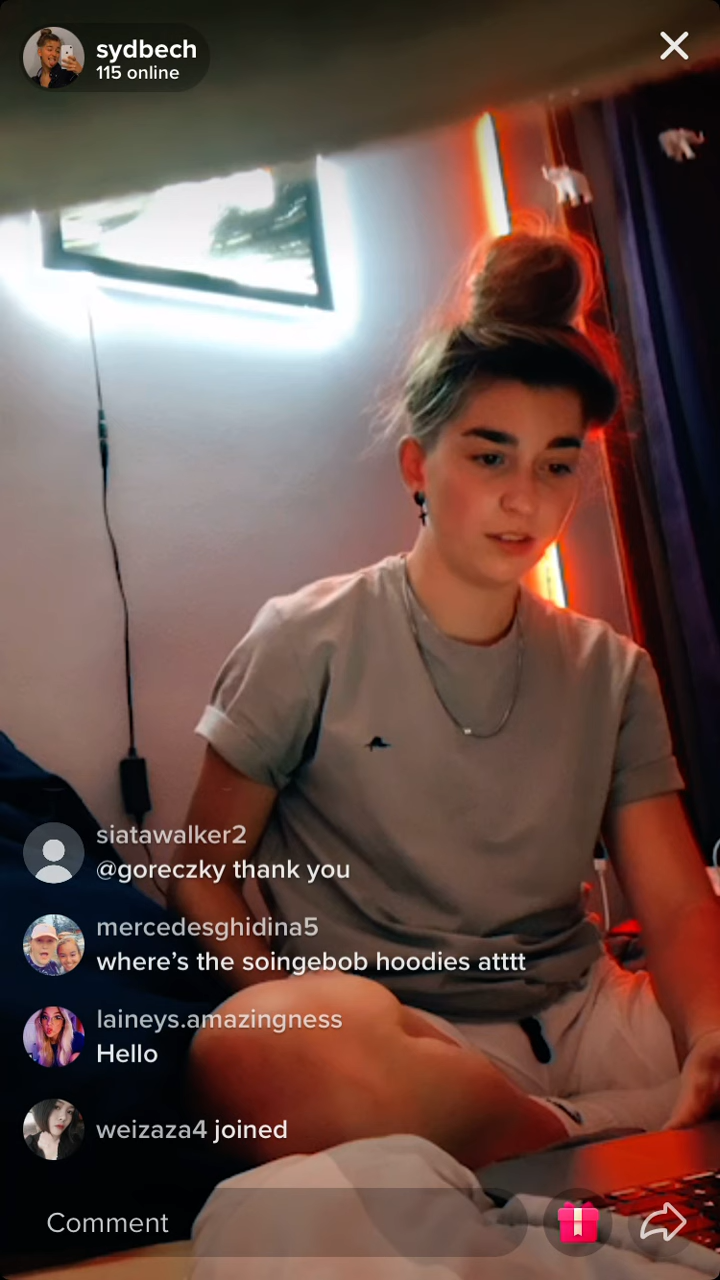 sydbech
115 online
siatawalker2
@goreczky thank you
mercedesghidina5
where's the soingebob hoodies atttt
laineys.amazingness
Hello
weizaza4 joined
Comment